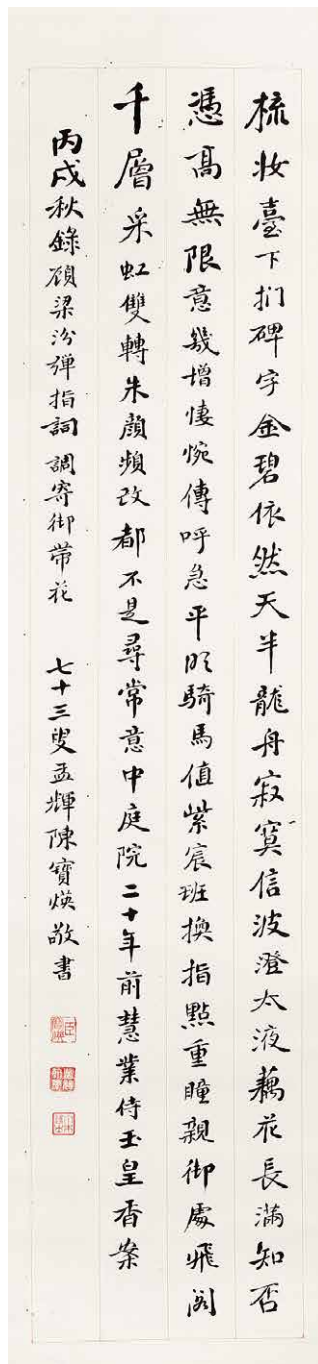 梳妝臺下捫碑字金碧依然天半龍舟寂寞信波澄太液藕花長滿知否
憑高無限意幾增悽惋傳呼急平明騎馬值紫宸班換指點重瞳親御處飛閣
千層采虹雙轉朱顏頻改都不是尋常意中庭院二十年前慧業侍玉皇香案
丙戌秋錄顧梁汾彈指詞調寄御帶花 七十三叟孟輝陳寶煐敬書